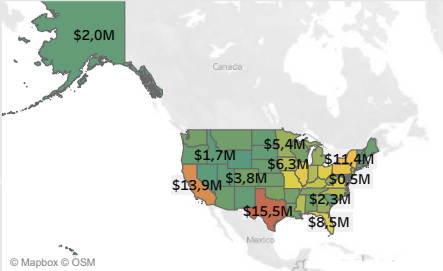 $2,0M
Canada
$5,4M
$1,7M
$11,4M
$6,3M
$3,8M
$0,5M
$13,9M
$2,3M
$15,5M
$8,5M
Mexico
© Mapbox © OSM